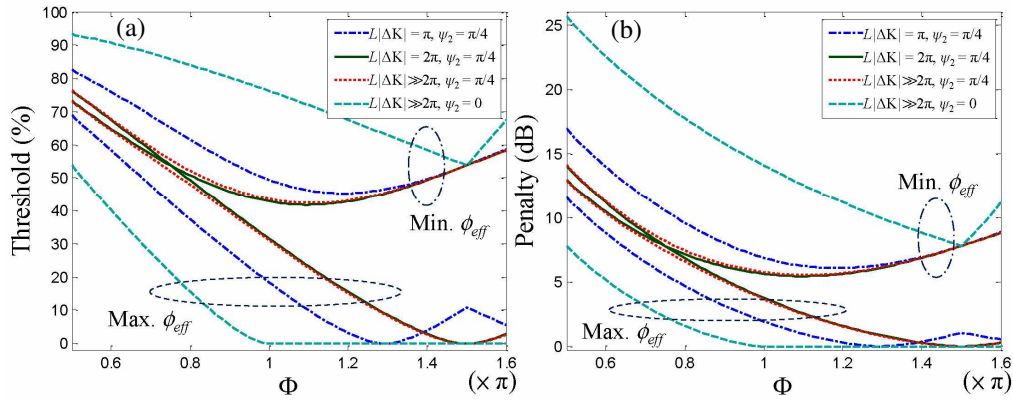 (a)
L|ΔK| = π, ψ₂ = π/4
L|ΔK| = 2π, ψ₂ = π/4
L|ΔK|≫2π, ψ₂ = π/4
L|ΔK|≫2π, ψ₂ = 0
Threshold (%)
100
90
80
70
60
50
40
30
20
10
0
Min. ϕeff
Max. ϕeff
0.6
0.8
1
1.2
1.4
1.6
Φ
(× π)
(b)
L|ΔK| = π, ψ₂ = π/4
L|ΔK| = 2π, ψ₂ = π/4
L|ΔK|≫2π, ψ₂ = π/4
L|ΔK|≫2π, ψ₂ = 0
Penalty (dB)
25
20
15
10
5
0
Min. ϕeff
Max. ϕeff
0.6
0.8
1
1.2
1.4
1.6
Φ
(× π)